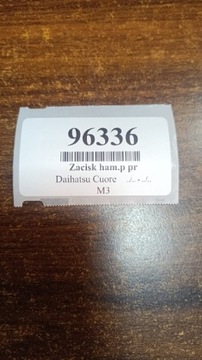 96336
Zacisk ham.p pr
Daihatsu Cuore ./.. - ./..
M3